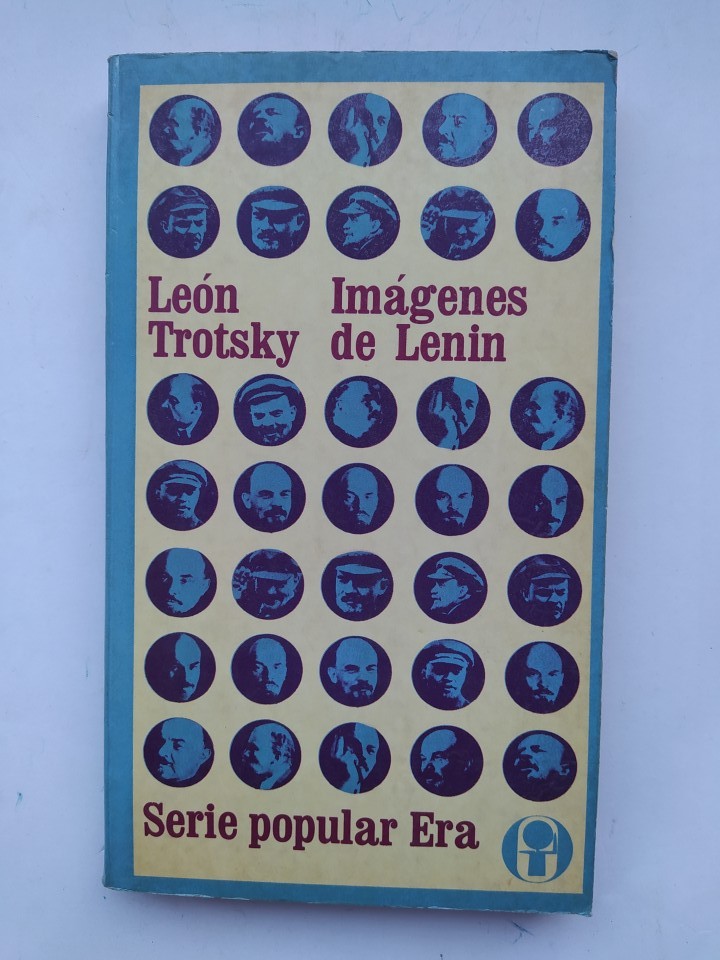 León Trotsky
Imágenes de Lenin
Serie popular Era